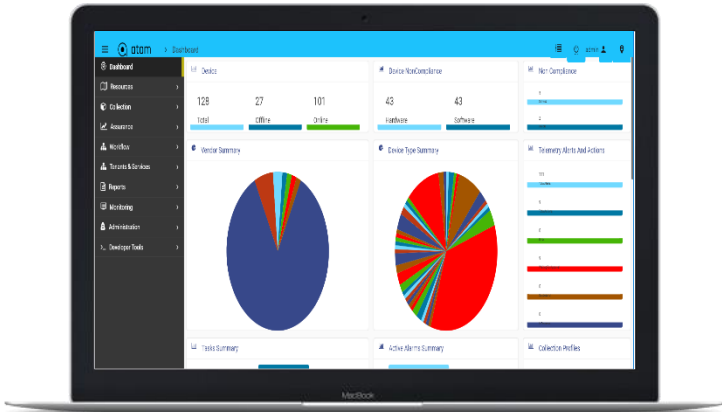 atom
Dashboard
admin
Dashboard
Resources
Collection
Assurance
Workflow
Tenants & Services
Reports
Monitoring
Administration
Developer Tools
Device
128
27
101
Total
Offline
Online
Device NonCompliance
43
43
Hardware
Software
Non Compliance
Vendor Summary
Device Type Summary
Telemetry Alerts And Actions
Tasks Summary
Active Alarms Summary
Collection Profiles
MacBook